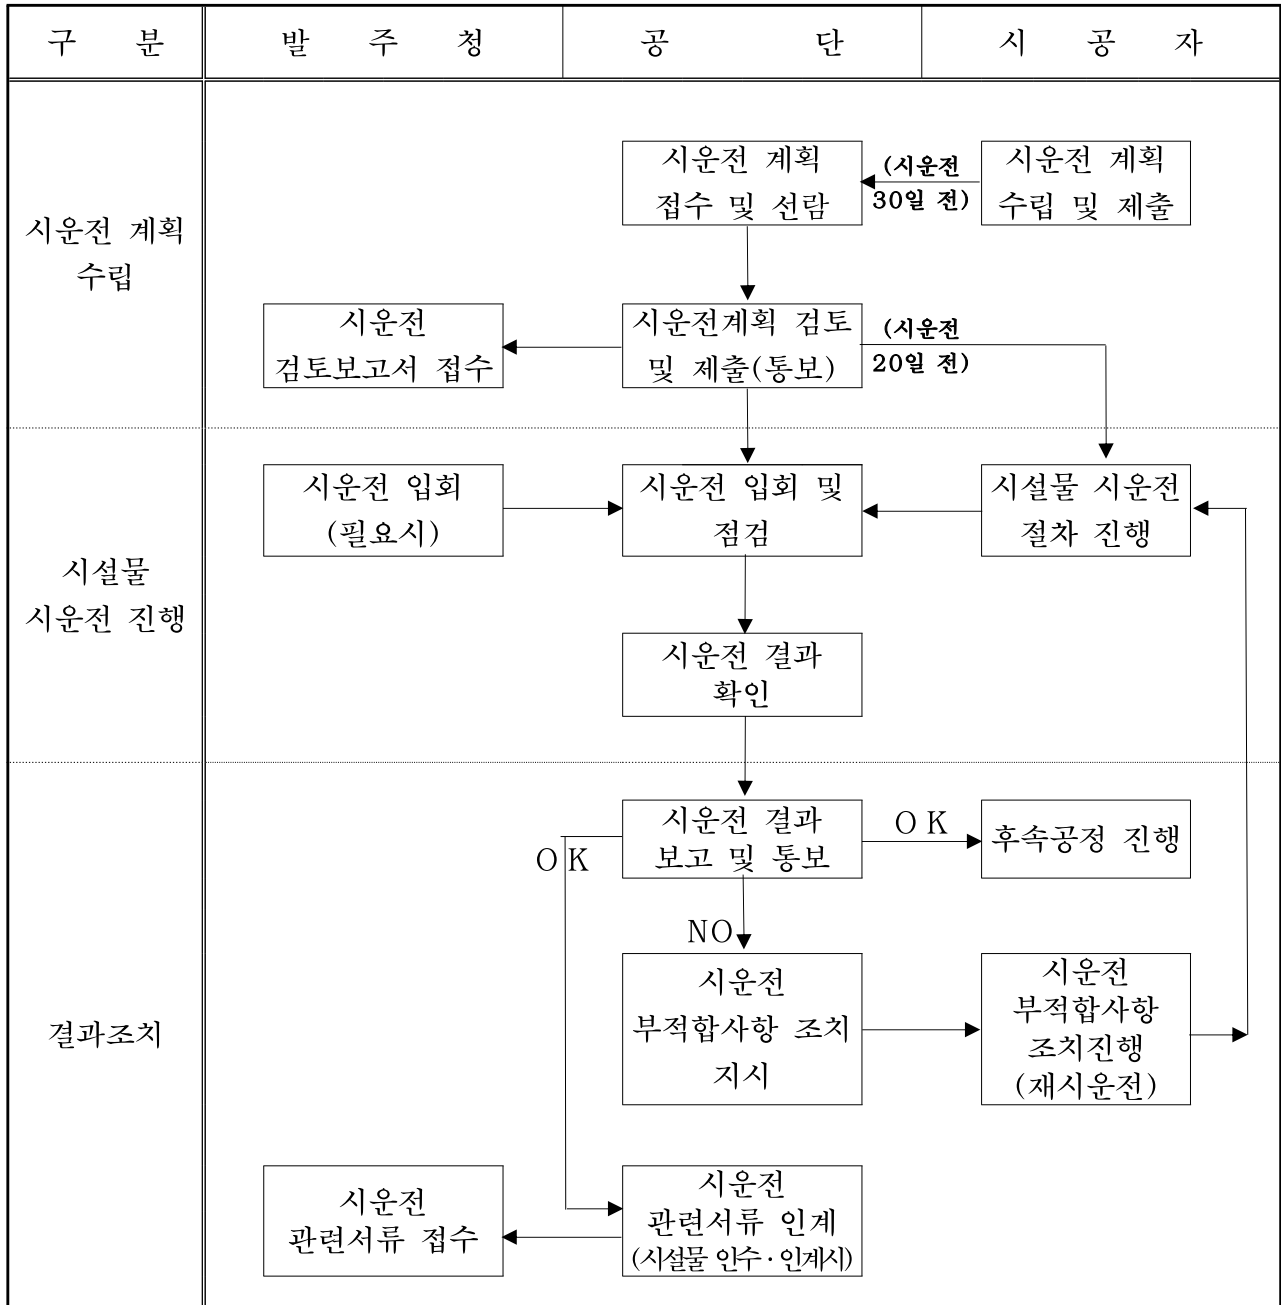 구 분
발 주 청
공 단
시 공 자
시운전 계획
수립
시운전 계획
접수 및 선람
(시운전
30일 전)
시운전 계획
수립 및 제출
시운전
검토보고서 접수
시운전계획 검토
및 제출(통보)
(시운전
20일 전)
시설물
시운전 진행
시운전 입회
(필요시)
시운전 입회 및
점검
시설물 시운전
절차 진행
시운전 결과
확인
결과조치
시운전 결과
보고 및 통보
O K
후속공정 진행
O K
NO
시운전
부적합사항 조치
지시
시운전
부적합사항
조치진행
(재시운전)
시운전
관련서류 접수
시운전
관련서류 인계
(시설물 인수·인계시)